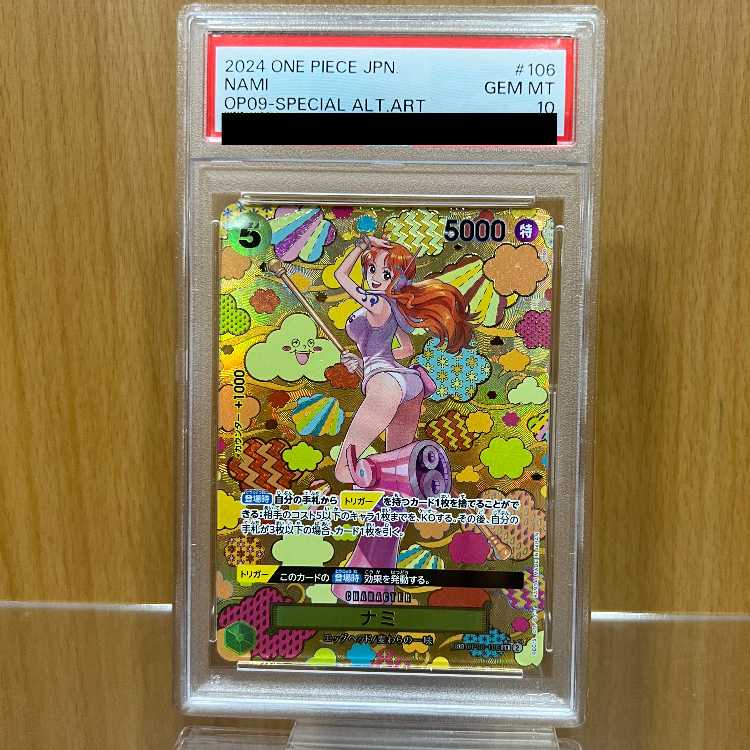 2024 ONE PIECE JPN. #106
NAMI GEM MT
OP09-SPECIAL ALT.ART 10
5 5000 特
カウンター+1000
登場時 自分の手札から トリガー を持つカード1枚を捨てることがで
きる:相手のコスト5以下のキャラ1枚までを、KOする。その後、自分の
手札が3枚以下の場合、カード1枚を引く。
トリガー このカードの 登場時 効果を発動する。
CHARACTER
ナミ
エッグヘッド/麦わらの一味